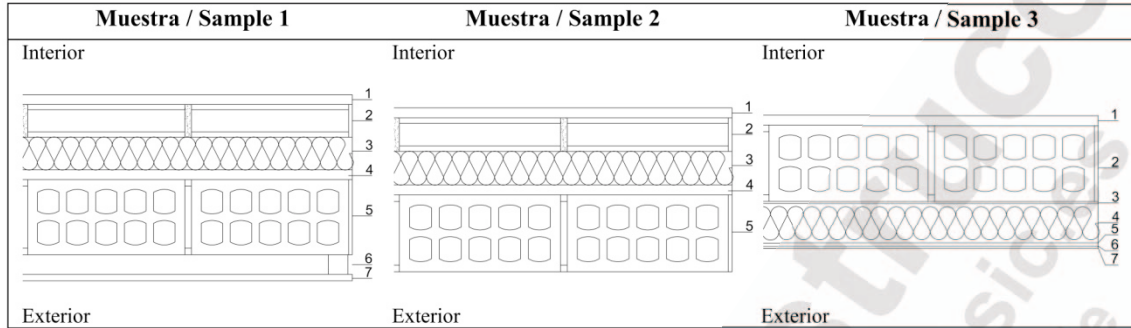 Muestra / Sample 1
Muestra / Sample 2
Muestra / Sample 3
Interior
1
2
3
4
5
6
7
Exterior
Interior
1
2
3
4
5
Exterior
Interior
1
2
3
4
5
6
7
Exterior